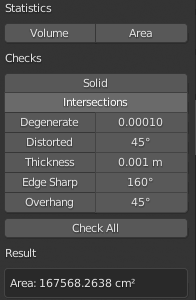 Statistics
Volume Area
Checks
Solid
Intersections
Degenerate 0.00010
Distorted 45°
Thickness 0.001 m
Edge Sharp 160°
Overhang 45°
Check All
Result
Area: 167568.2638 cm²